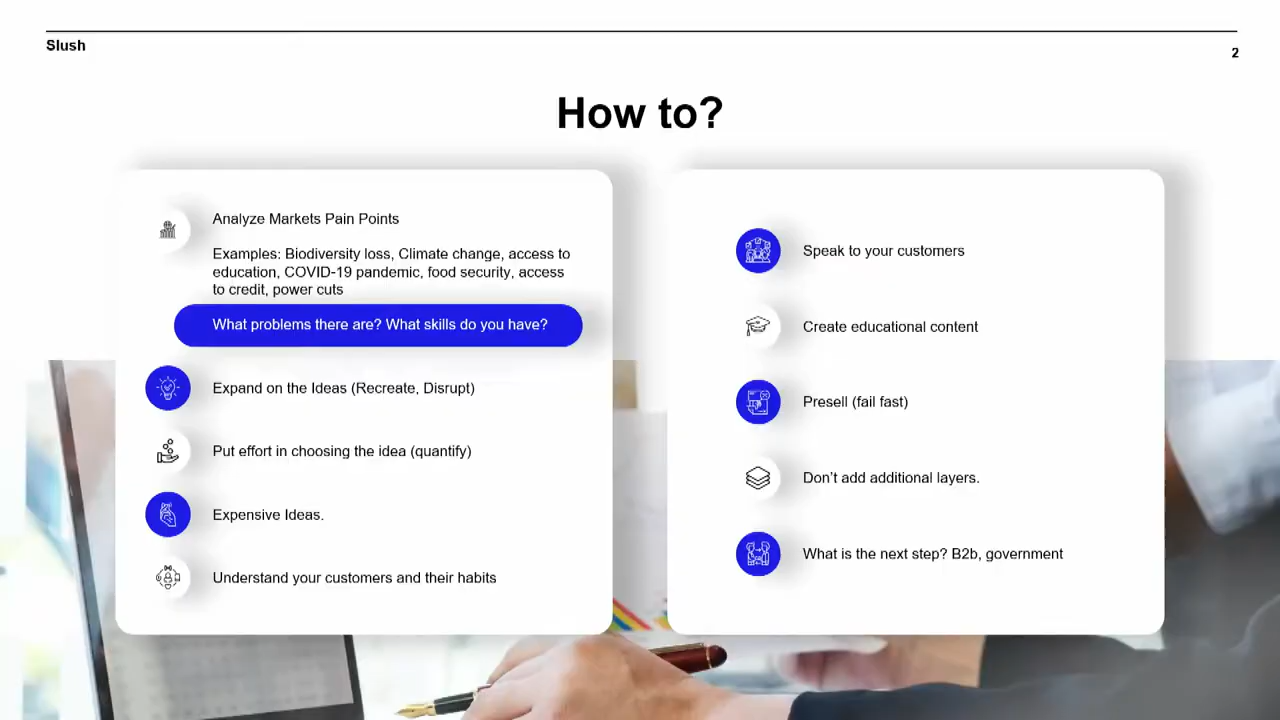 Slush
2
How to?
Analyze Markets Pain Points
Examples: Biodiversity loss, Climate change, access to
education, COVID-19 pandemic, food security, access
to credit, power cuts
What problems there are? What skills do you have?
Expand on the Ideas (Recreate, Disrupt)
Put effort in choosing the idea (quantify)
Expensive Ideas.
Understand your customers and their habits
Speak to your customers
Create educational content
Presell (fail fast)
Don’t add additional layers.
What is the next step? B2b, government